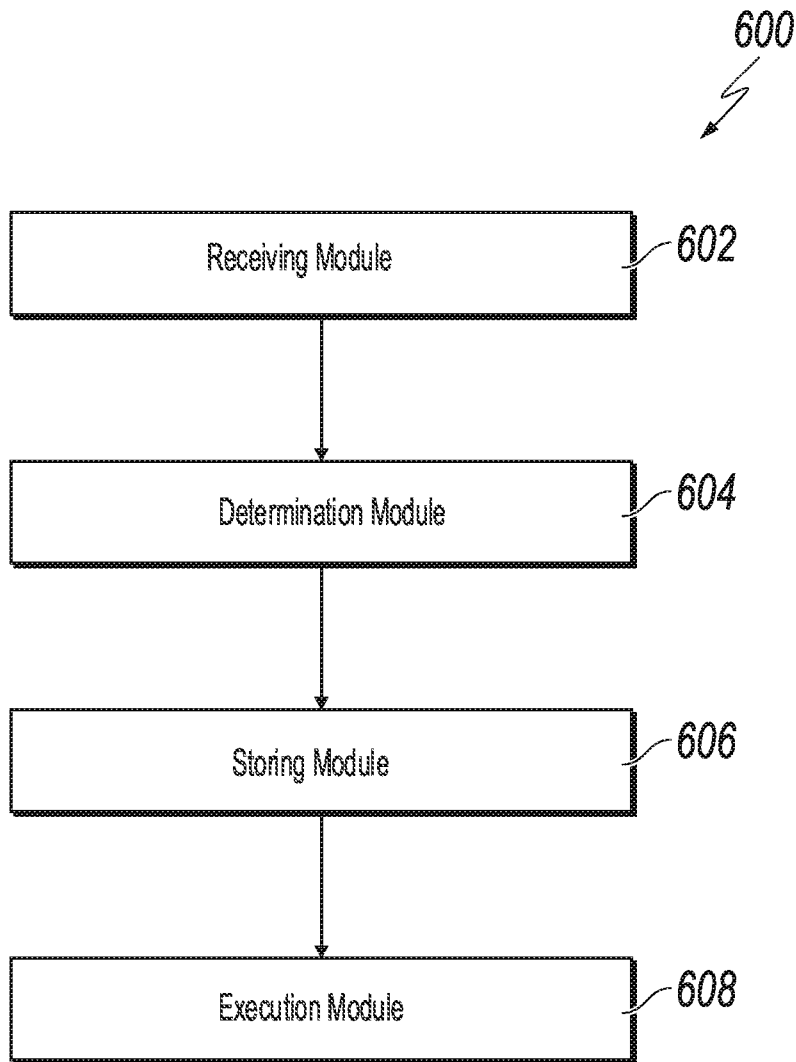 600
Receiving Module
602
Determination Module
604
Storing Module
606
Execution Module
608